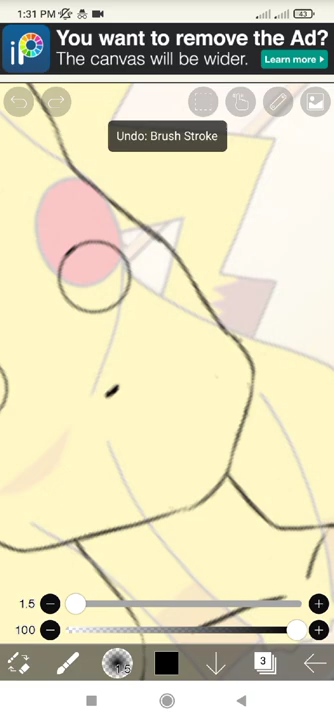 1:31 PM
43
You want to remove the Ad?
The canvas will be wider.
Learn more
Undo: Brush Stroke
1.5
100
1.5
3